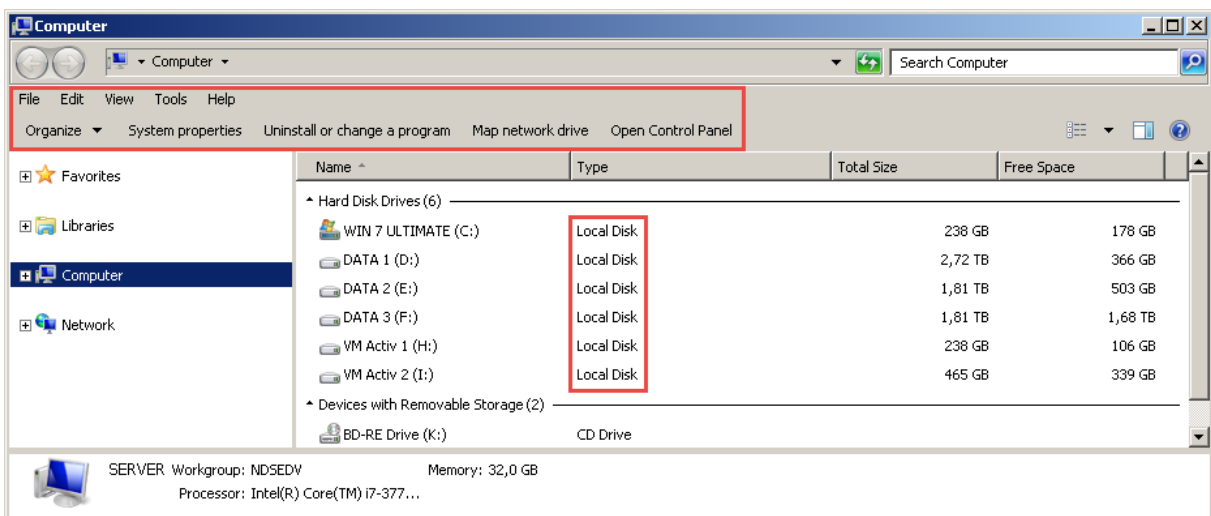 Computer
Computer
Search Computer
File Edit View Tools Help
Organize System properties Uninstall or change a program Map network drive Open Control Panel
Name Type Total Size Free Space
Favorites
Libraries
Computer
Network
Hard Disk Drives (6)
WIN 7 ULTIMATE (C:) Local Disk 238 GB 178 GB
DATA 1 (D:) Local Disk 2,72 TB 366 GB
DATA 2 (E:) Local Disk 1,81 TB 503 GB
DATA 3 (F:) Local Disk 1,81 TB 1,68 TB
VM Activ 1 (H:) Local Disk 238 GB 106 GB
VM Activ 2 (I:) Local Disk 465 GB 339 GB
Devices with Removable Storage (2)
BD-RE Drive (K:) CD Drive
SERVER Workgroup: NDSEDV Memory: 32,0 GB
Processor: Intel(R) Core(TM) i7-377...